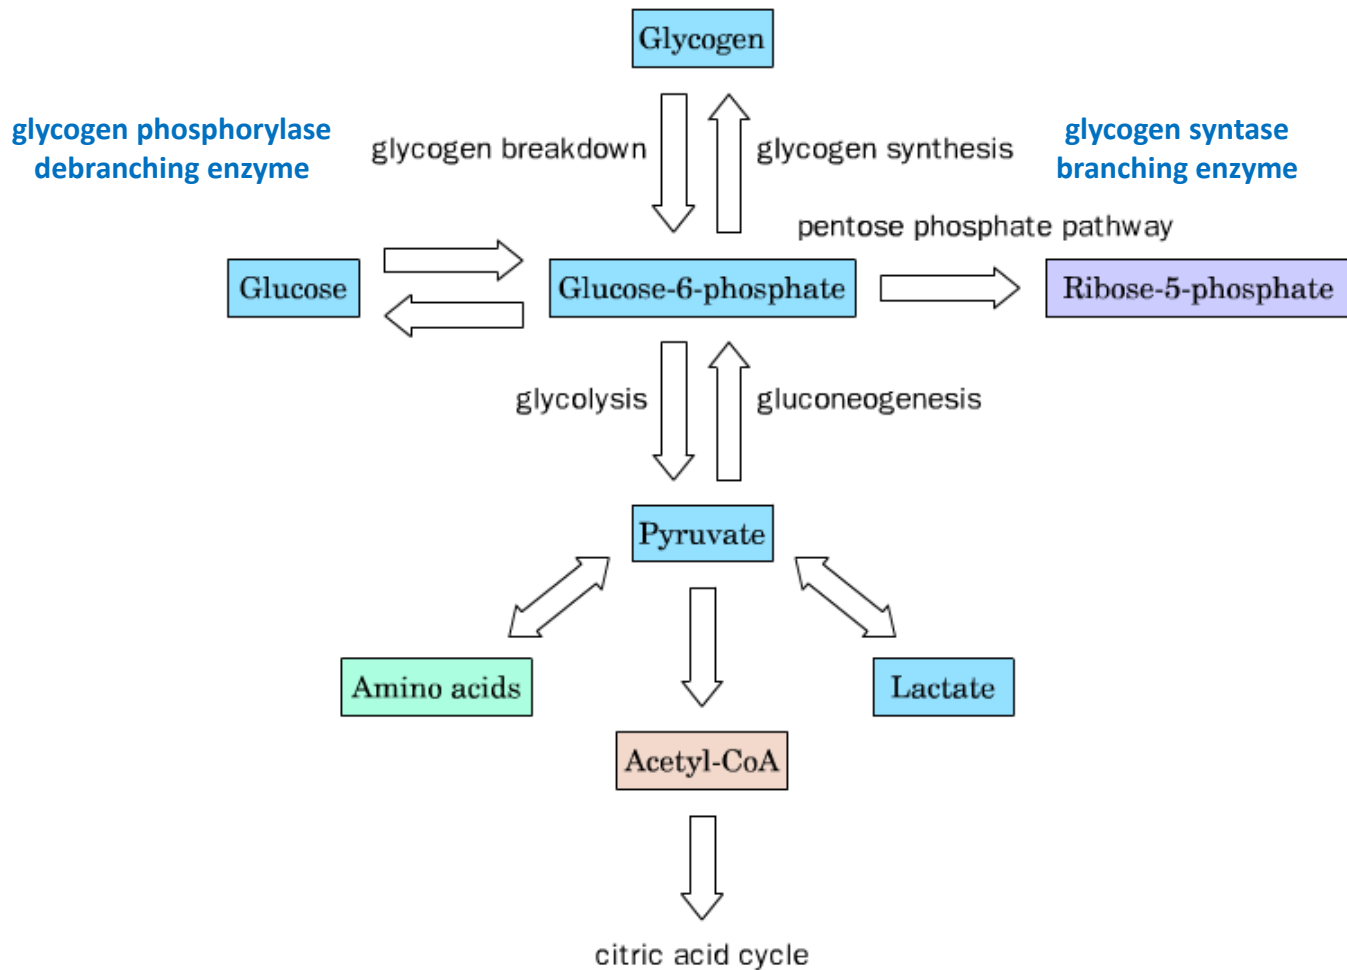 Glycogen
glycogen phosphorylase
debranching enzyme
glycogen breakdown
glycogen synthesis
glycogen syntase
branching enzyme
pentose phosphate pathway
Glucose
Glucose-6-phosphate
Ribose-5-phosphate
glycolysis
gluconeogenesis
Pyruvate
Amino acids
Lactate
Acetyl-CoA
citric acid cycle